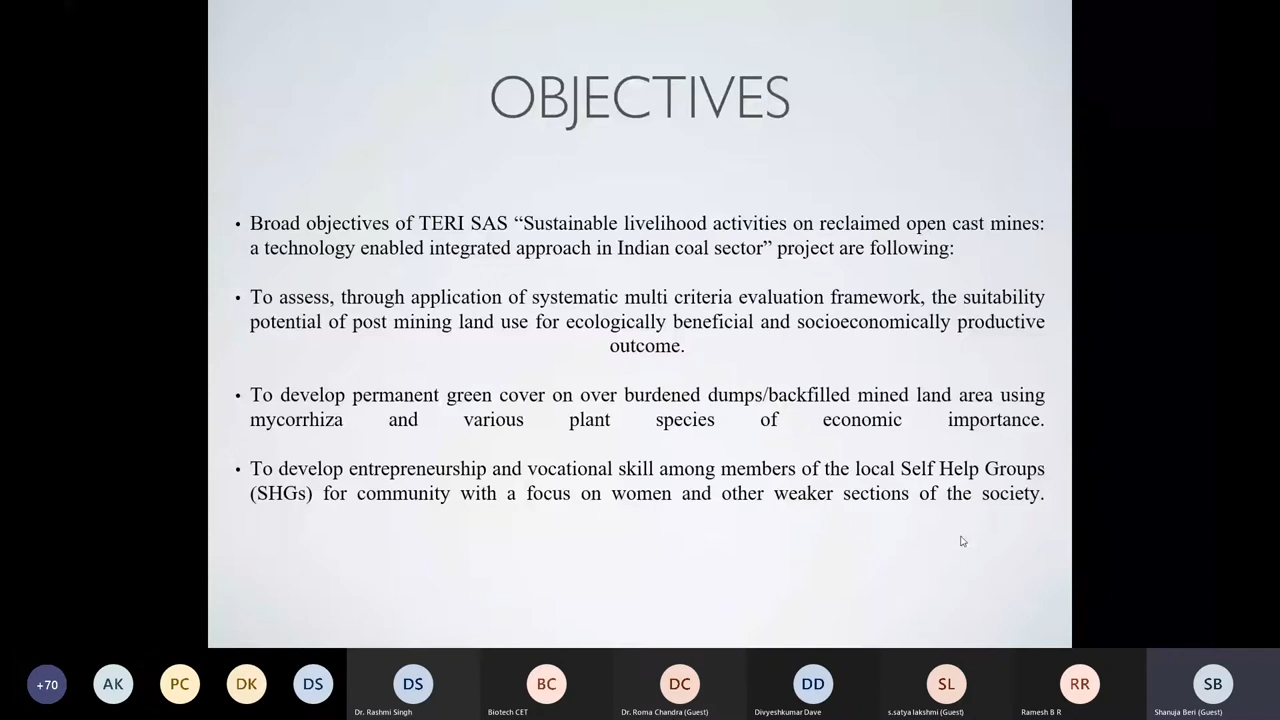 OBJECTIVES
• Broad objectives of TERI SAS “Sustainable livelihood activities on reclaimed open cast mines:
a technology enabled integrated approach in Indian coal sector” project are following:
• To assess, through application of systematic multi criteria evaluation framework, the suitability
potential of post mining land use for ecologically beneficial and socioeconomically productive
outcome.
• To develop permanent green cover on over burdened dumps/backfilled mined land area using
mycorrhiza and various plant species of economic importance.
• To develop entrepreneurship and vocational skill among members of the local Self Help Groups
(SHGs) for community with a focus on women and other weaker sections of the society.
+70 AK PC DK DS DS BC DC DD SL RR SB
Dr. Rashmi Singh Biotech CET Dr. Roma Chandra (Guest) Divyeshkumar Dave s.satya lakshmi (Guest) Ramesh B R Shanuja Beri (Guest)